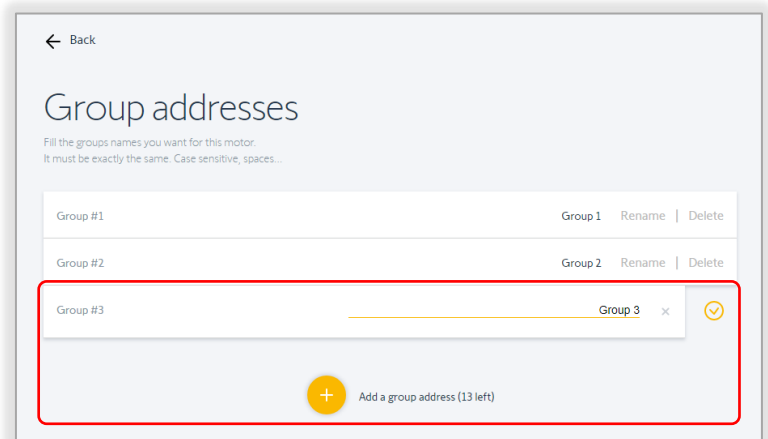 Back
Group addresses
Fill the groups names you want for this motor.
It must be exactly the same. Case sensitive, spaces...
Group #1 Group 1 Rename | Delete
Group #2 Group 2 Rename | Delete
Group #3 Group 3 ×
+ Add a group address (13 left)